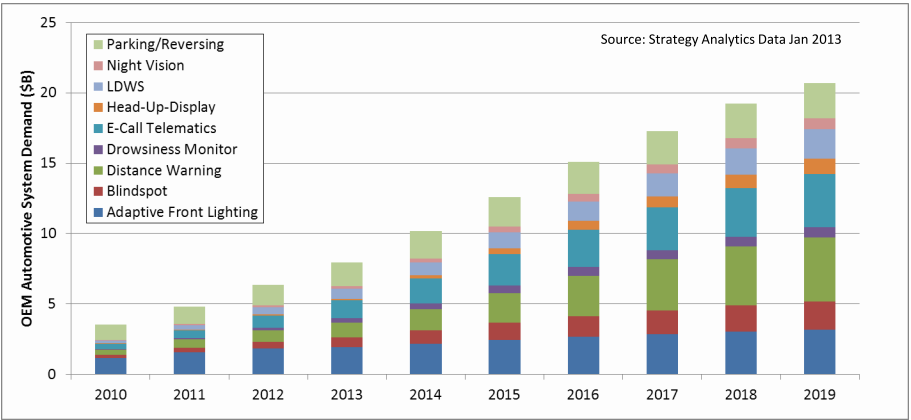 25
20
15
10
5
0
OEM Automotive System Demand ($B)
Source: Strategy Analytics Data Jan 2013
Parking/Reversing
Night Vision
LDWS
Head-Up-Display
E-Call Telematics
Drowsiness Monitor
Distance Warning
Blindspot
Adaptive Front Lighting
2010 2011 2012 2013 2014 2015 2016 2017 2018 2019